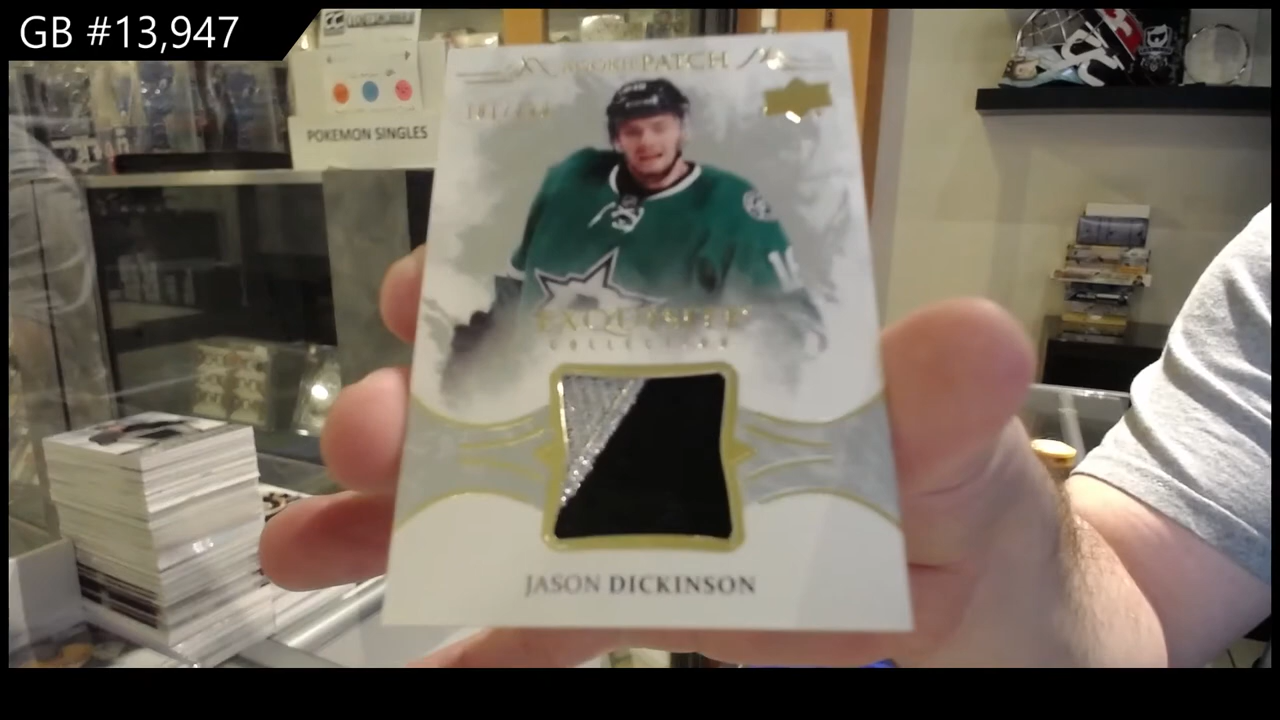 GB #13,947
POKEMON SINGLES
ROOKIE PATCH
EXQUISITE
COLLECTION
JASON DICKINSON